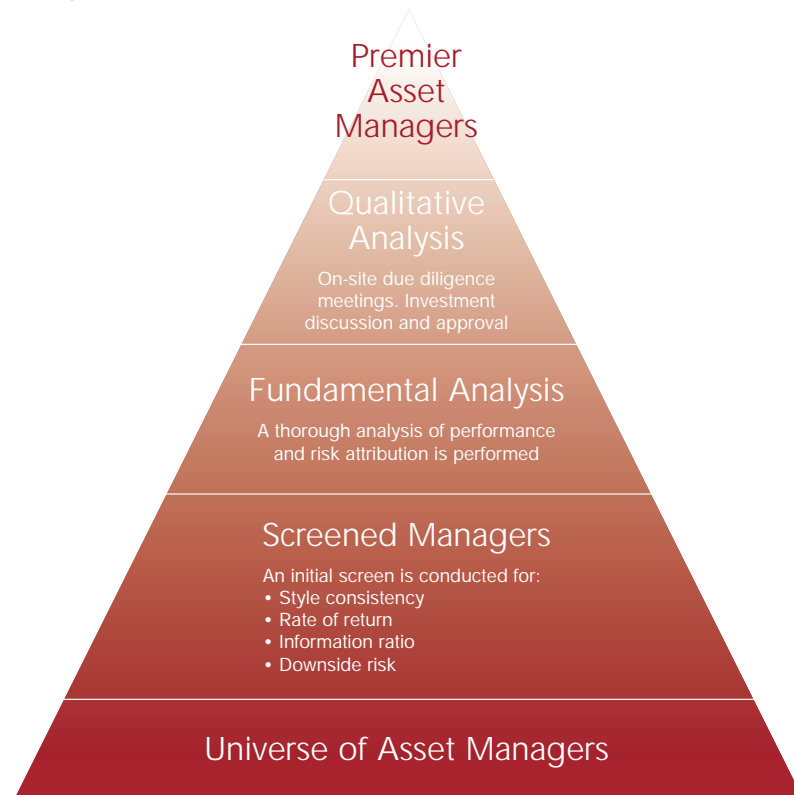 Premier
Asset
Managers
Qualitative
Analysis
On-site due diligence
meetings. Investment
discussion and approval
Fundamental Analysis
A thorough analysis of performance
and risk attribution is performed
Screened Managers
An initial screen is conducted for:
• Style consistency
• Rate of return
• Information ratio
• Downside risk
Universe of Asset Managers